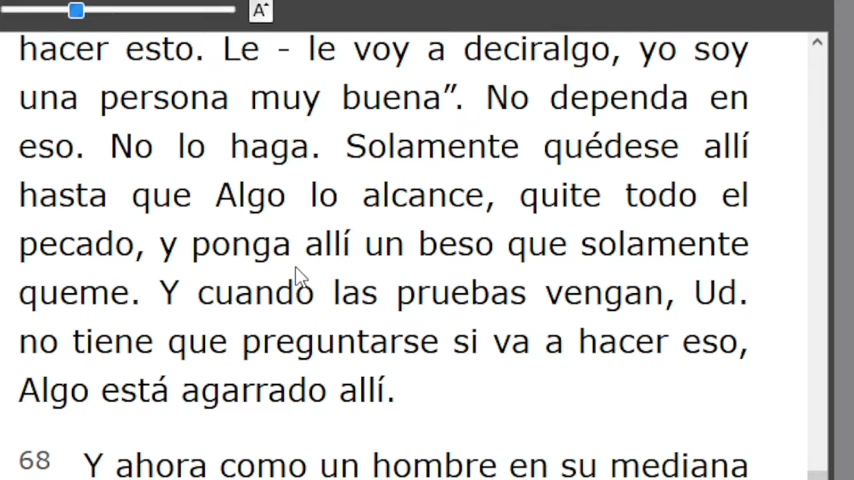 A^
hacer esto. Le - le voy a deciralgo, yo soy
una persona muy buena”. No dependa en
eso. No lo haga. Solamente quédese allí
hasta que Algo lo alcance, quite todo el
pecado, y ponga allí un beso que solamente
queme. Y cuando las pruebas vengan, Ud.
no tiene que preguntarse si va a hacer eso,
Algo está agarrado allí.
68 Y ahora como un hombre en su mediana